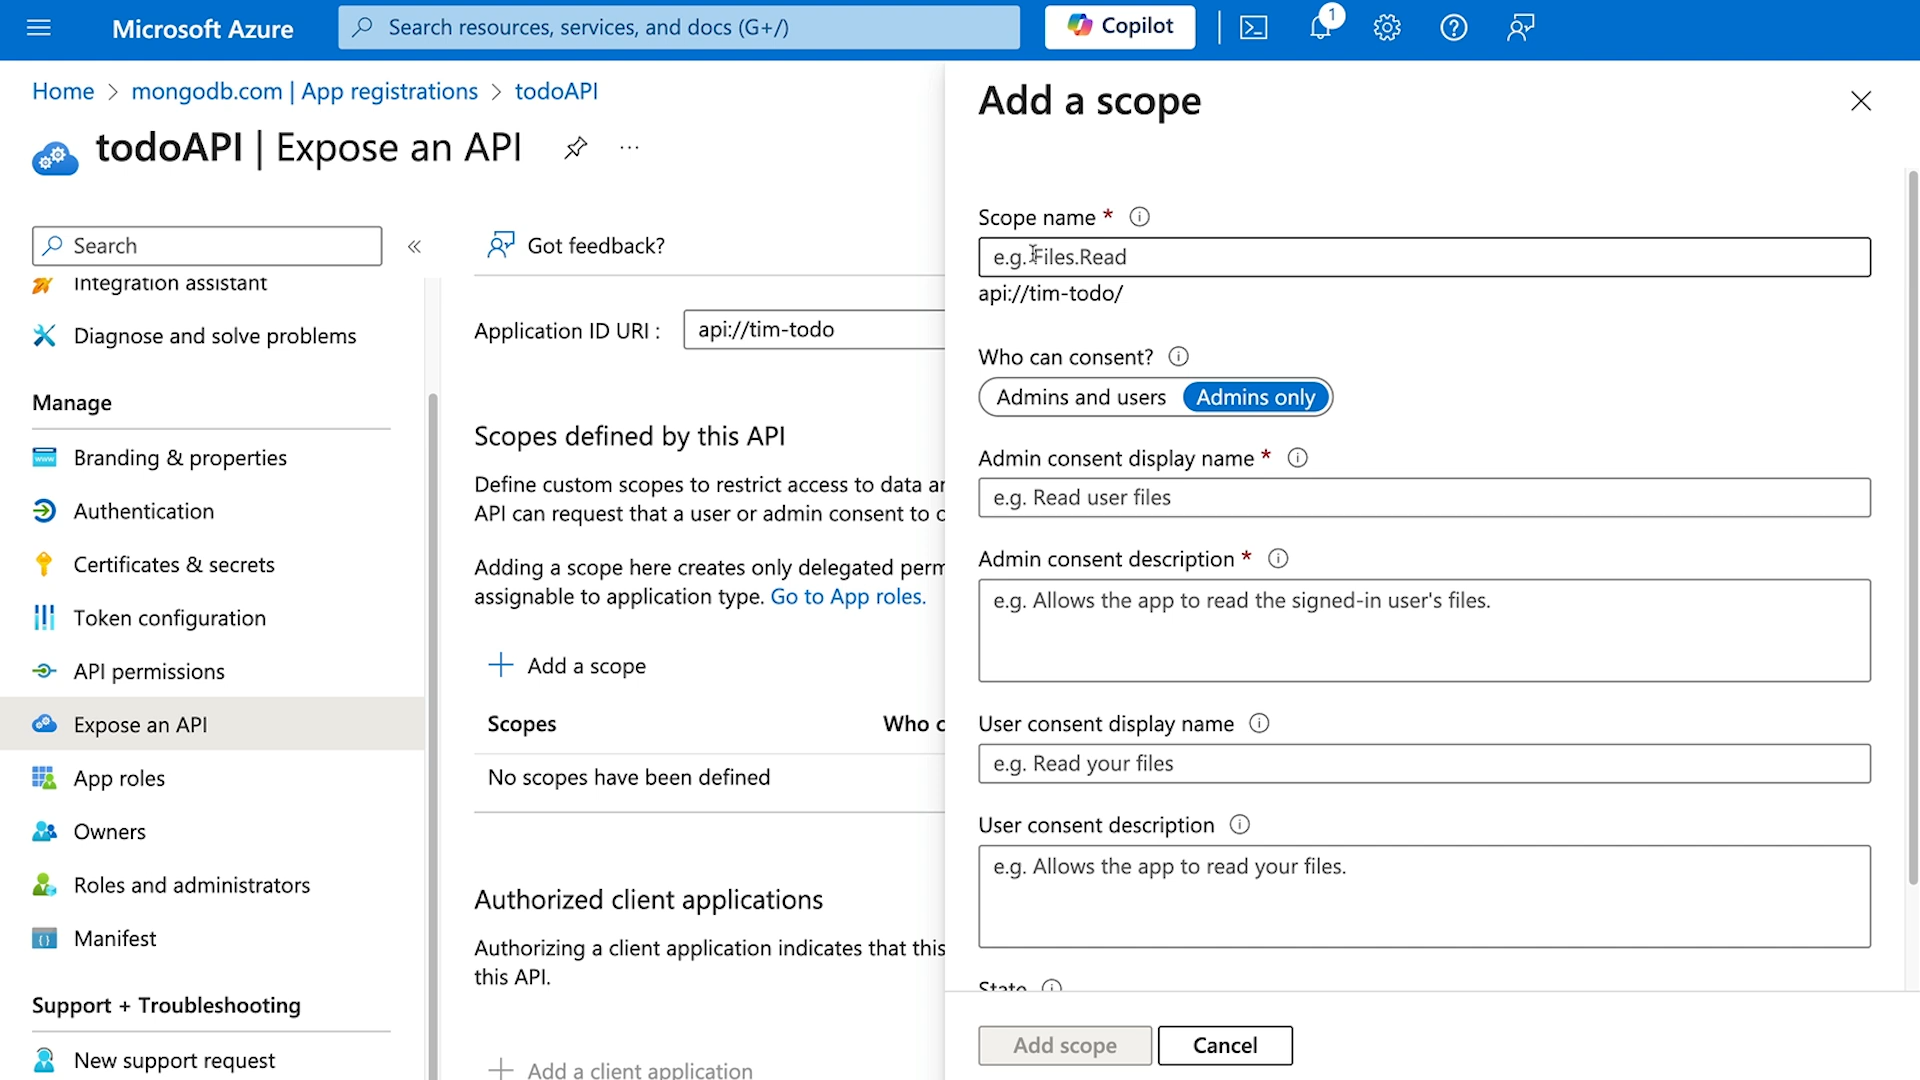 Microsoft Azure
Search resources, services, and docs (G+/)
Copilot
1
Home > mongodb.com | App registrations > todoAPI
todoAPI | Expose an API
...
Search
«
Integration assistant
Diagnose and solve problems
Manage
Branding & properties
Authentication
Certificates & secrets
Token configuration
API permissions
Expose an API
App roles
Owners
Roles and administrators
Manifest
Support + Troubleshooting
New support request
Got feedback?
Application ID URI :
api://tim-todo
Scopes defined by this API
Define custom scopes to restrict access to data ar
API can request that a user or admin consent to o
Adding a scope here creates only delegated perm
assignable to application type. Go to App roles.
+ Add a scope
Scopes
Who c
No scopes have been defined
Authorized client applications
Authorizing a client application indicates that this
this API.
+ Add a client application
Add a scope
Scope name *
e.g. Files.Read
api://tim-todo/
Who can consent?
Admins and users
Admins only
Admin consent display name *
e.g. Read user files
Admin consent description *
e.g. Allows the app to read the signed-in user's files.
User consent display name
e.g. Read your files
User consent description
e.g. Allows the app to read your files.
State
Add scope
Cancel